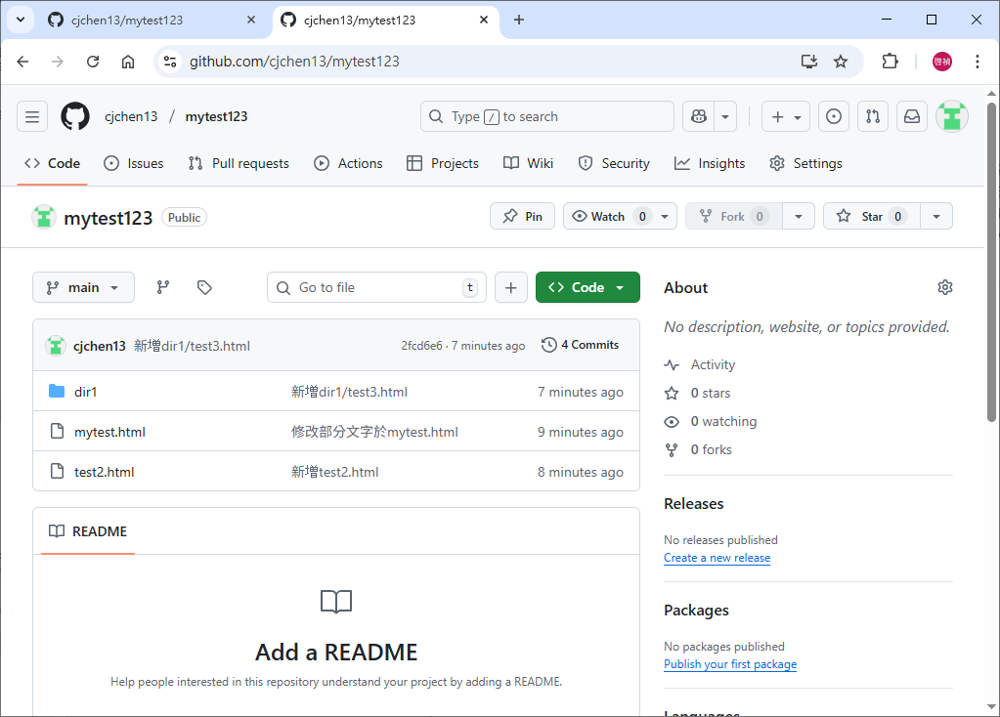 cjchen13/mytest123
cjchen13/mytest123
github.com/cjchen13/mytest123
啓禎
cjchen13 / mytest123
Type / to search
Code Issues Pull requests Actions Projects Wiki Security Insights Settings
mytest123 Public
Pin Watch 0 Fork 0 Star 0
main Go to file t Code
cjchen13 新增dir1/test3.html 2fcd6e6 · 7 minutes ago 4 Commits
dir1 新增dir1/test3.html 7 minutes ago
mytest.html 修改部分文字於mytest.html 9 minutes ago
test2.html 新增test2.html 8 minutes ago
README
Add a README
Help people interested in this repository understand your project by adding a README.
About
No description, website, or topics provided.
Activity
0 stars
0 watching
0 forks
Releases
No releases published
Create a new release
Packages
No packages published
Publish your first package
Languages